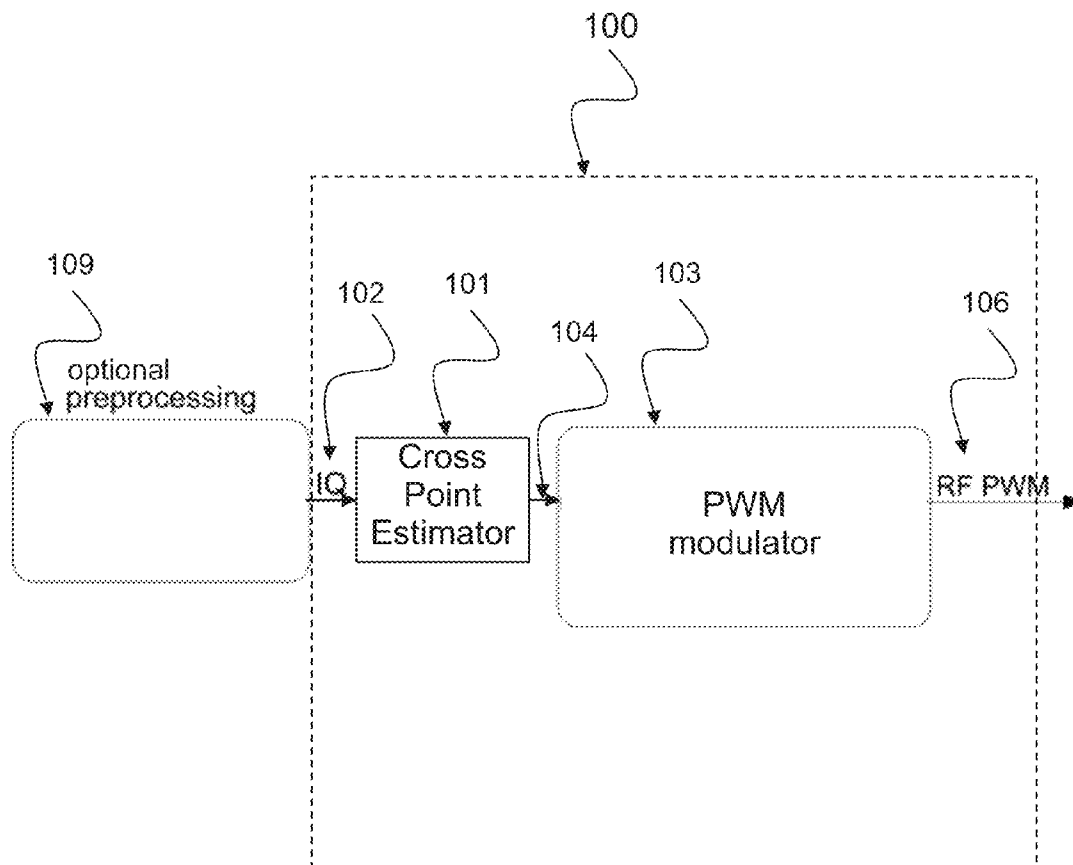 100
109
102
101
103
106
104
optional
preprocessing
IQ
Cross
Point
Estimator
PWM
modulator
RF PWM